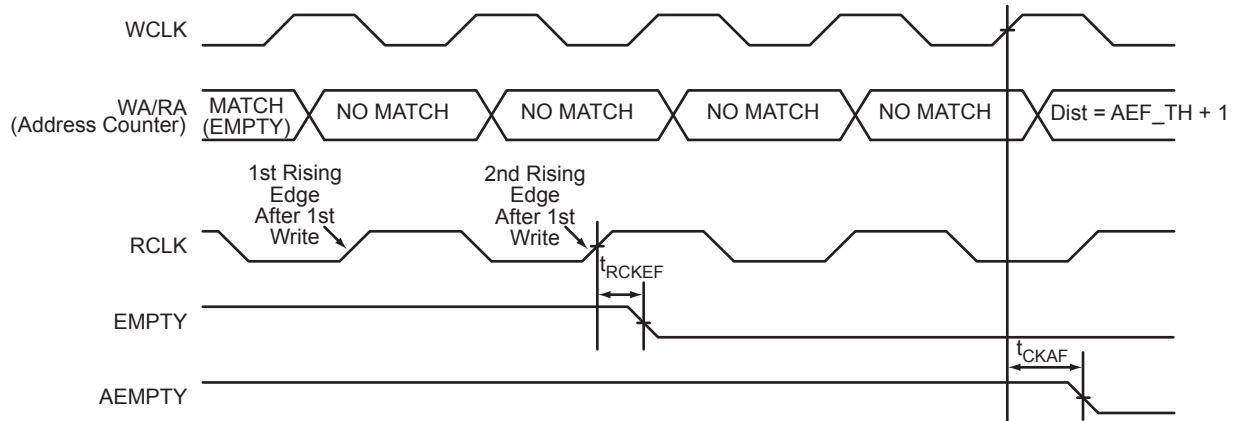 WCLK
WA/RA
(Address Counter)
MATCH
(EMPTY)
NO MATCH
NO MATCH
NO MATCH
NO MATCH
Dist = AEF_TH + 1
1st Rising
Edge
After 1st
Write
2nd Rising
Edge
After 1st
Write
RCLK
tRCKEF
EMPTY
tCKAF
AEMPTY